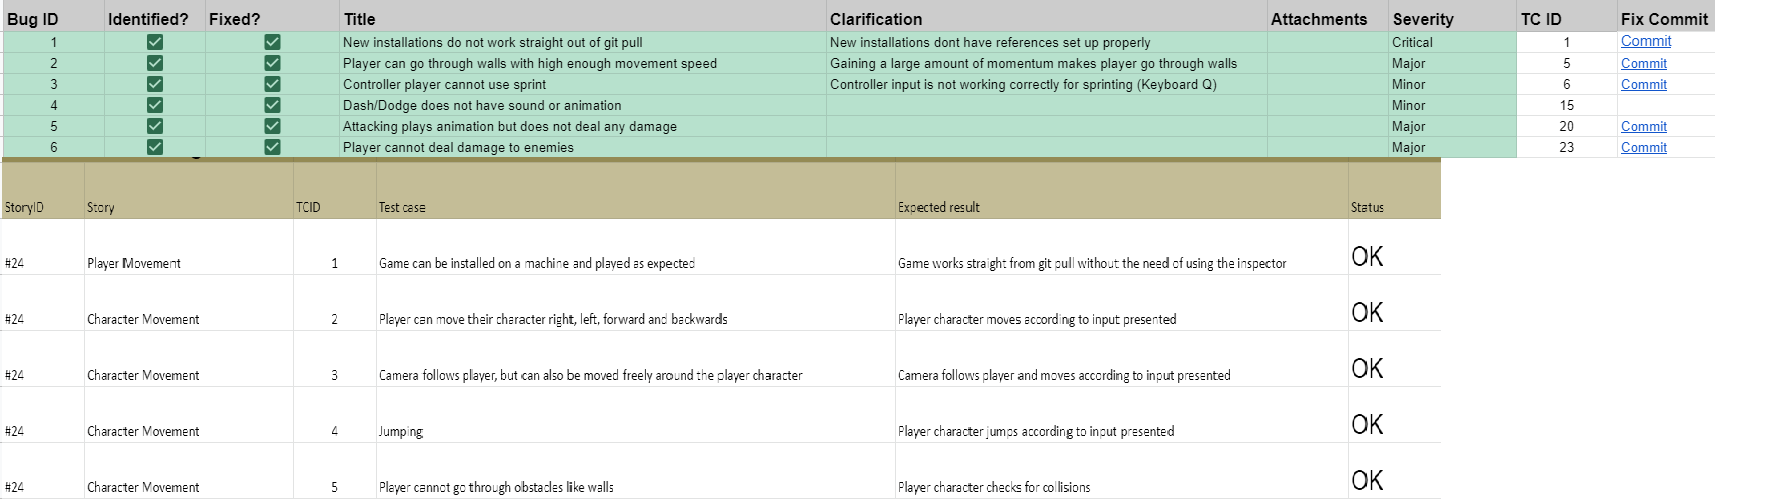 Bug ID Identified? Fixed? Title Clarification Attachments Severity TC ID Fix Commit
1 New installations do not work straight out of git pull New installations dont have references set up properly Critical 1 Commit
2 Player can go through walls with high enough movement speed Gaining a large amount of momentum makes player go through walls Major 5 Commit
3 Controller player cannot use sprint Controller input is not working correctly for sprinting (Keyboard Q) Minor 6 Commit
4 Dash/Dodge does not have sound or animation Minor 15
5 Attacking plays animation but does not deal any damage Major 20 Commit
6 Player cannot deal damage to enemies Major 23 Commit
StoryID Story TCID Test case Expected result Status
#24 Player Movement 1 Game can be installed on a machine and played as expected Game works straight from git pull without the need of using the inspector OK
#24 Character Movement 2 Player can move their character right, left, forward and backwards Player character moves according to input presented OK
#24 Character Movement 3 Camera follows player, but can also be moved freely around the player character Camera follows player and moves according to input presented OK
#24 Character Movement 4 Jumping Player character jumps according to input presented OK
#24 Character Movement 5 Player cannot go through obstacles like walls Player character checks for collisions OK